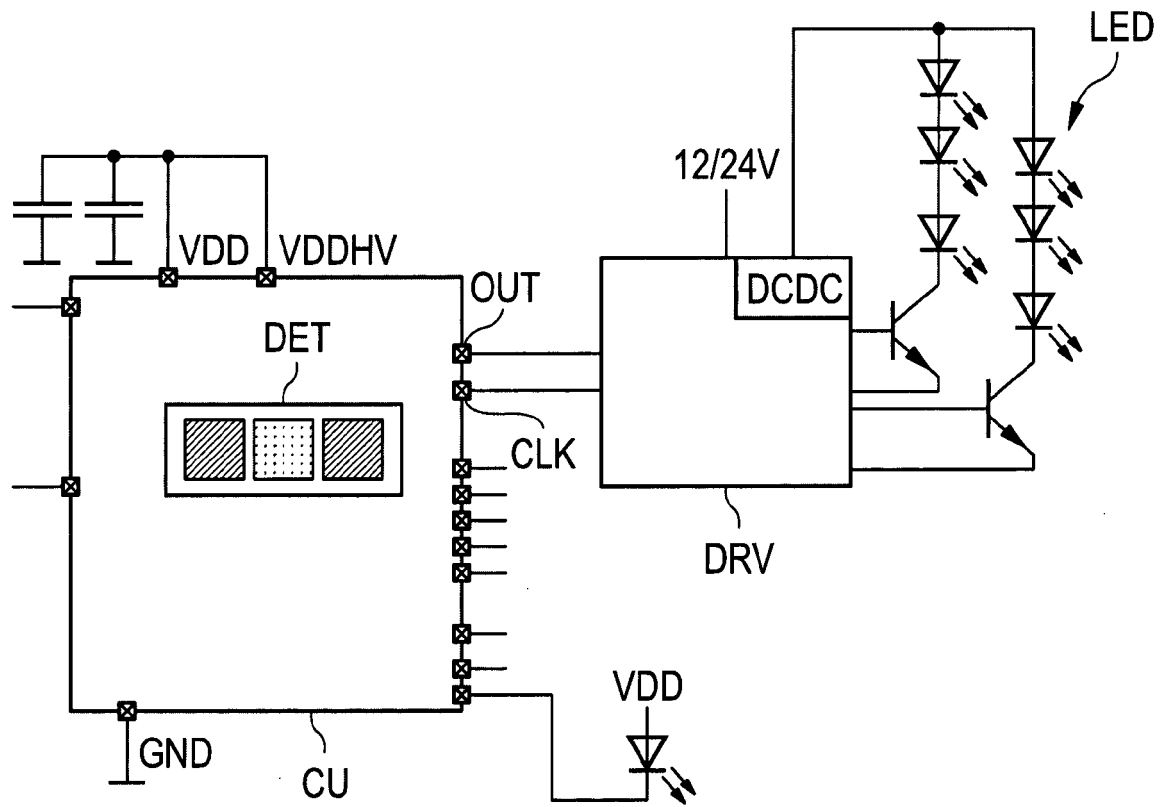 LED
12/24V
VDD
VDDHV
OUT
DCDC
DET
CLK
DRV
VDD
GND
CU